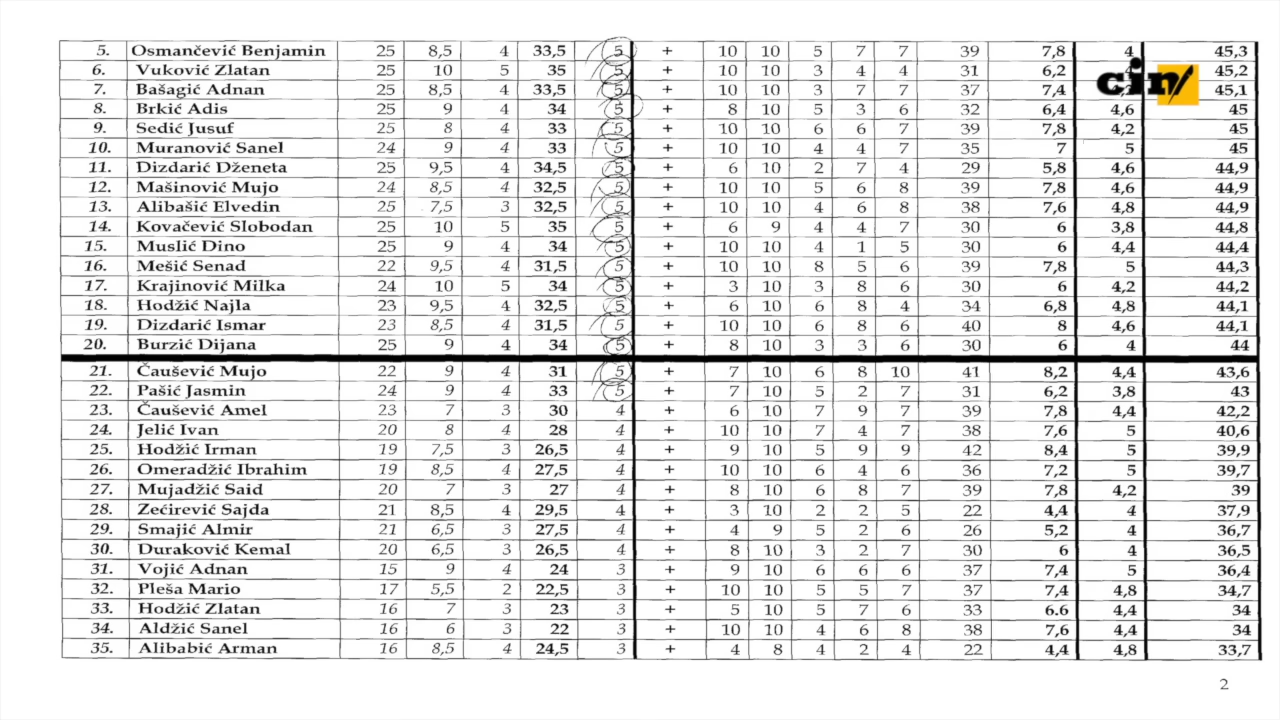 5. Osmančević Benjamin 25 8,5 4 33,5 5 + 10 10 5 7 7 39 7,8 4 45,3
6. Vuković Zlatan 25 10 5 35 5 + 10 10 3 4 4 31 6,2 45,2
7. Bašagić Adnan 25 8,5 4 33,5 5 + 10 10 3 7 7 37 7,4 45,1
cin
8. Brkić Adis 25 9 4 34 5 + 8 10 5 3 6 32 6,4 4,6 45
9. Sedić Jusuf 25 8 4 33 5 + 10 10 6 6 7 39 7,8 4,2 45
10. Muranović Sanel 24 9 4 33 5 + 10 10 4 4 7 35 7 5 45
11. Dizdarić Dženeta 25 9,5 4 34,5 5 + 6 10 2 7 4 29 5,8 4,6 44,9
12. Mašinović Mujo 24 8,5 4 32,5 5 + 10 10 5 6 8 39 7,8 4,6 44,9
13. Alibašić Elvedin 25 7,5 3 32,5 5 + 10 10 4 6 8 38 7,6 4,8 44,9
14. Kovačević Slobodan 25 10 5 35 5 + 6 9 4 4 7 30 6 3,8 44,8
15. Muslić Dino 25 9 4 34 5 + 10 10 4 1 5 30 6 4,4 44,4
16. Mešić Senad 22 9,5 4 31,5 5 + 10 10 8 5 6 39 7,8 5 44,3
17. Krajinović Milka 24 10 5 34 5 + 3 10 3 8 6 30 6 4,2 44,2
18. Hodžić Najla 23 9,5 4 32,5 5 + 6 10 6 8 4 34 6,8 4,8 44,1
19. Dizdarić Ismar 23 8,5 4 31,5 5 + 10 10 6 8 6 40 8 4,6 44,1
20. Burzić Dijana 25 9 4 34 5 + 8 10 3 3 6 30 6 4 44
21. Čaušević Mujo 22 9 4 31 5 + 7 10 6 8 10 41 8,2 4,4 43,6
22. Pašić Jasmin 24 9 4 33 5 + 7 10 5 2 7 31 6,2 3,8 43
23. Čaušević Amel 23 7 3 30 4 + 6 10 7 9 7 39 7,8 4,4 42,2
24. Jelić Ivan 20 8 4 28 4 + 10 10 7 4 7 38 7,6 5 40,6
25. Hodžić Irman 19 7,5 3 26,5 4 + 9 10 5 9 9 42 8,4 5 39,9
26. Omeradžić Ibrahim 19 8,5 4 27,5 4 + 10 10 6 4 6 36 7,2 5 39,7
27. Mujadžić Said 20 7 3 27 4 + 8 10 6 8 7 39 7,8 4,2 39
28. Zećirević Sajda 21 8,5 4 29,5 4 + 3 10 2 2 5 22 4,4 4 37,9
29. Smajić Almir 21 6,5 3 27,5 4 + 4 9 5 2 6 26 5,2 4 36,7
30. Duraković Kemal 20 6,5 3 26,5 4 + 8 10 3 2 7 30 6 4 36,5
31. Vojić Adnan 15 9 4 24 3 + 9 10 6 6 6 37 7,4 5 36,4
32. Pleša Mario 17 5,5 2 22,5 3 + 10 10 5 5 7 37 7,4 4,8 34,7
33. Hodžić Zlatan 16 7 3 23 3 + 5 10 5 7 6 33 6.6 4,4 34
34. Aldžić Sanel 16 6 3 22 3 + 10 10 4 6 8 38 7,6 4,4 34
35. Alibabić Arman 16 8,5 4 24,5 3 + 4 8 4 2 4 22 4,4 4,8 33,7
2